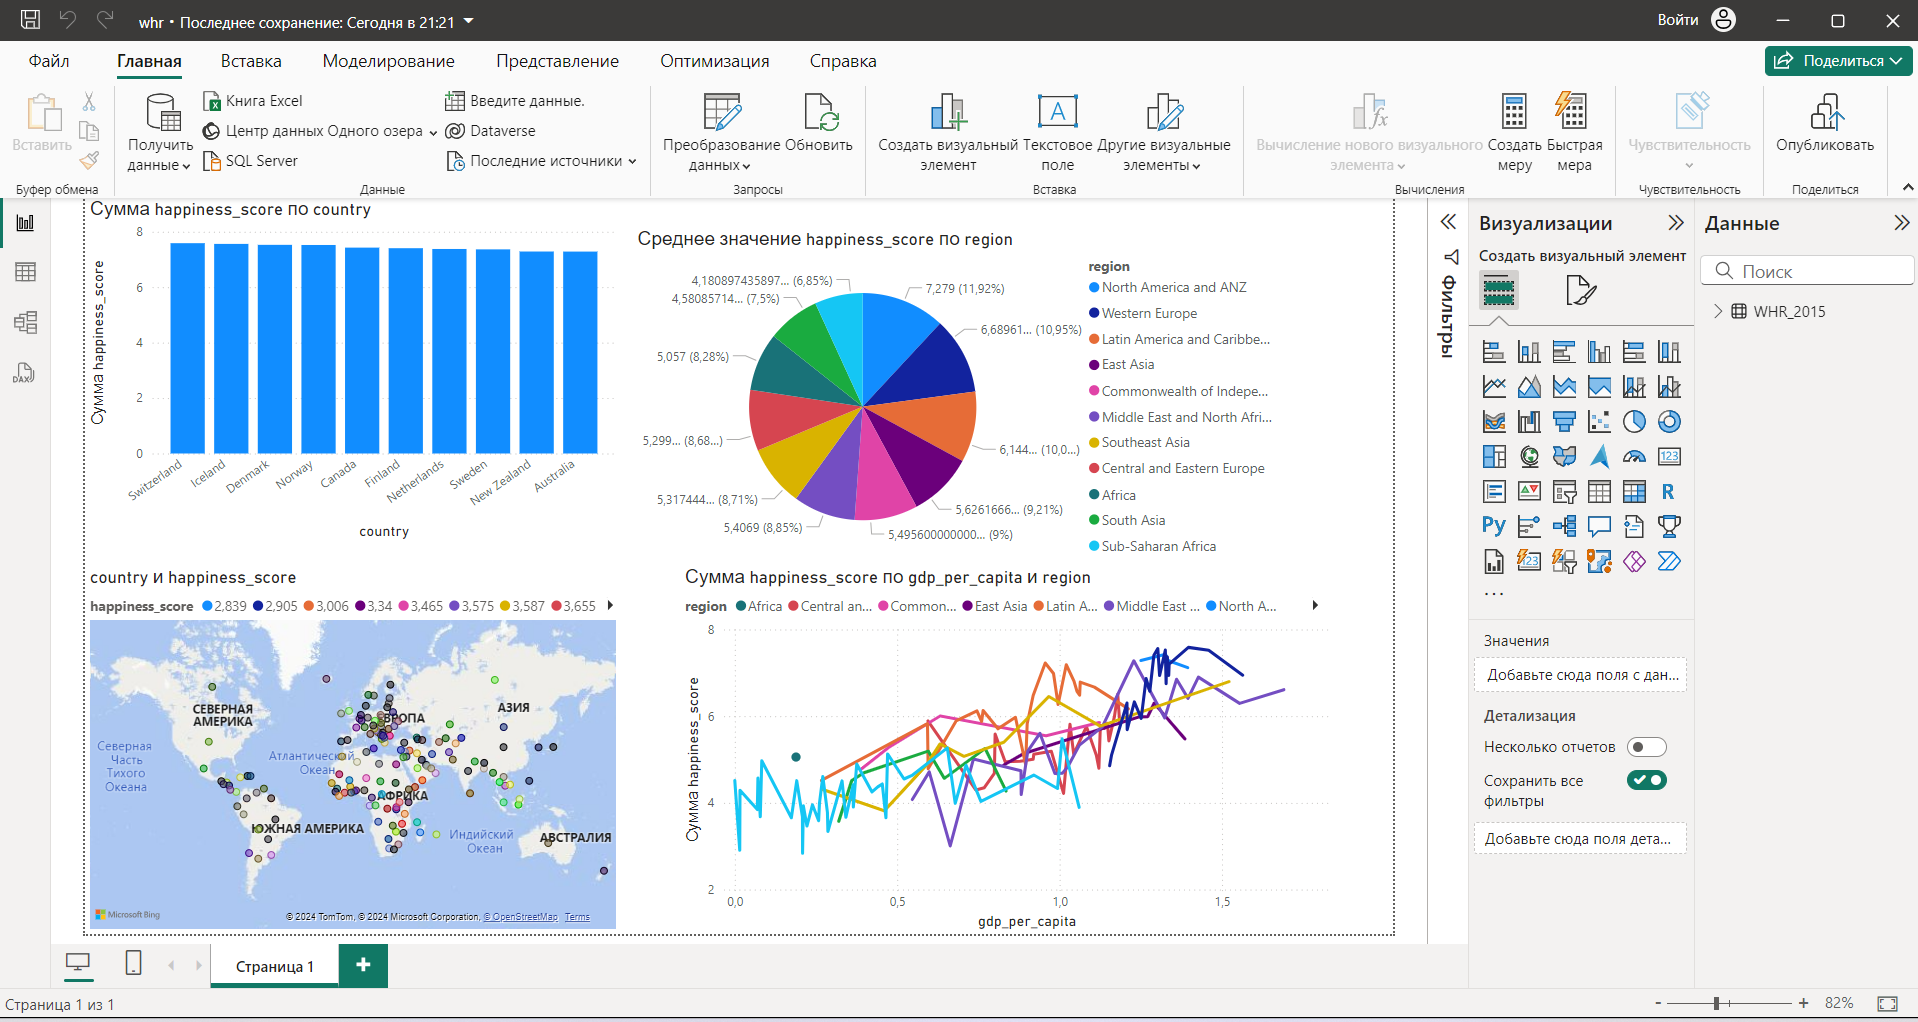 whr • Последнее сохранение: Сегодня в 21:21
Войти
Файл
Главная
Вставка
Моделирование
Представление
Оптимизация
Справка
Поделиться
Вставить
Буфер обмена
Получить
данные
Книга Excel
Центр данных Одного озера
SQL Server
Введите данные.
Dataverse
Последние источники
Данные
Преобразование
данных
Обновить
Запросы
Создать визуальный
элемент
Текстовое
поле
A
Другие визуальные
элементы
Вставка
Вычисление нового визуального
элемента
Создать
меру
Быстрая
мера
Вычисления
Чувствительность
Чувствительность
Опубликовать
Поделиться
DAX
Сумма happiness_score по country
Сумма happiness_score
8
6
4
2
0
Switzerland
Iceland
Denmark
Norway
Canada
Finland
Netherlands
Sweden
New Zealand
Australia
country
Среднее значение happiness_score по region
4,180897435897... (6,85%)
4,58085714... (7,5%)
5,057 (8,28%)
5,299... (8,68...)
5,317444... (8,71%)
5,4069 (8,85%)
7,279 (11,92%)
6,68961... (10,95%)
6,144... (10,0...)
5,6261666... (9,21%)
5,495600000000... (9%)
region
North America and ANZ
Western Europe
Latin America and Caribbe...
East Asia
Commonwealth of Indepe...
Middle East and North Afri...
Southeast Asia
Central and Eastern Europe
Africa
South Asia
Sub-Saharan Africa
country и happiness_score
happiness_score 2,839 2,905 3,006 3,34 3,465 3,575 3,587 3,655
СЕВЕРНАЯ
АМЕРИКА
ЕВРОПА
АЗИЯ
Северная
Часть
Тихого
Океана
Атлантический
Океан
АФРИКА
ЮЖНАЯ АМЕРИКА
Индийский
Океан
АВСТРАЛИЯ
Microsoft Bing
© 2024 TomTom, © 2024 Microsoft Corporation, © OpenStreetMap Terms
Сумма happiness_score по gdp_per_capita и region
region Africa Central an... Common... East Asia Latin A... Middle East ... North A...
Сумма happiness_score
8
6
4
2
0,0
0,5
1,0
1,5
gdp_per_capita
Фильтры
Визуализации
Создать визуальный элемент
123
R
Py
123
...
Значения
Добавьте сюда поля с дан...
Детализация
Несколько отчетов
Сохранить все
фильтры
Добавьте сюда поля дета...
Данные
Поиск
WHR_2015
Страница 1
+
Страница 1 из 1
- + 82%